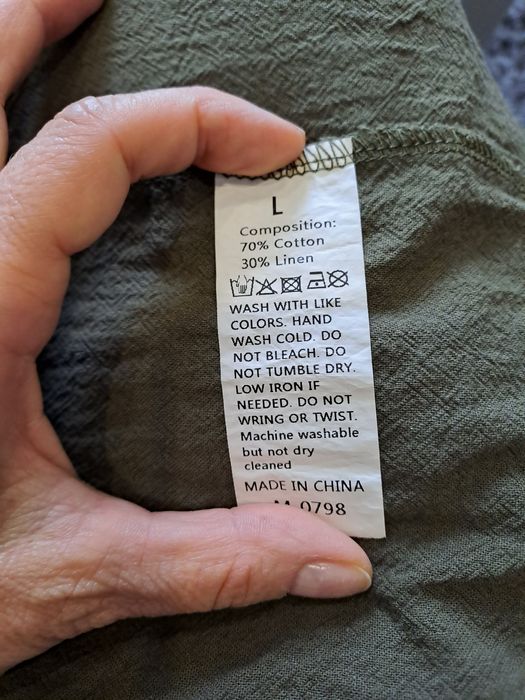 L
Composition:
70% Cotton
30% Linen
WASH WITH LIKE
COLORS. HAND
WASH COLD. DO
NOT BLEACH. DO
NOT TUMBLE DRY.
LOW IRON IF
NEEDED. DO NOT
WRING OR TWIST.
Machine washable
but not dry
cleaned
MADE IN CHINA
0798